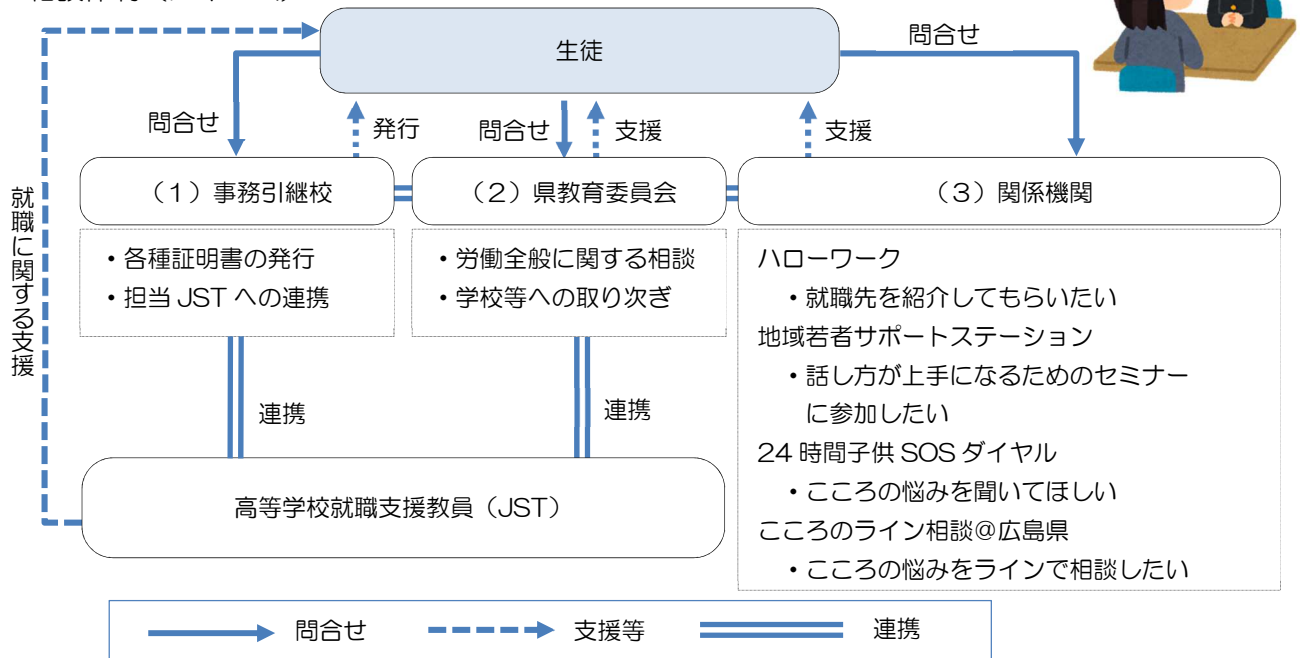 生徒
問合せ
問合せ
発行
問合せ
支援
支援
就職に関する支援
（1）事務引継校
（2）県教育委員会
（3）関係機関
・各種証明書の発行
・担当 JST への連携
・労働全般に関する相談
・学校等への取り次ぎ
ハローワーク
・就職先を紹介してもらいたい
地域若者サポートステーション
・話し方が上手になるためのセミナー
に参加したい
24 時間子供 SOS ダイヤル
・こころの悩みを聞いてほしい
こころのライン相談＠広島県
・こころの悩みをラインで相談したい
連携
連携
高等学校就職支援教員（JST）
問合せ
支援等
連携